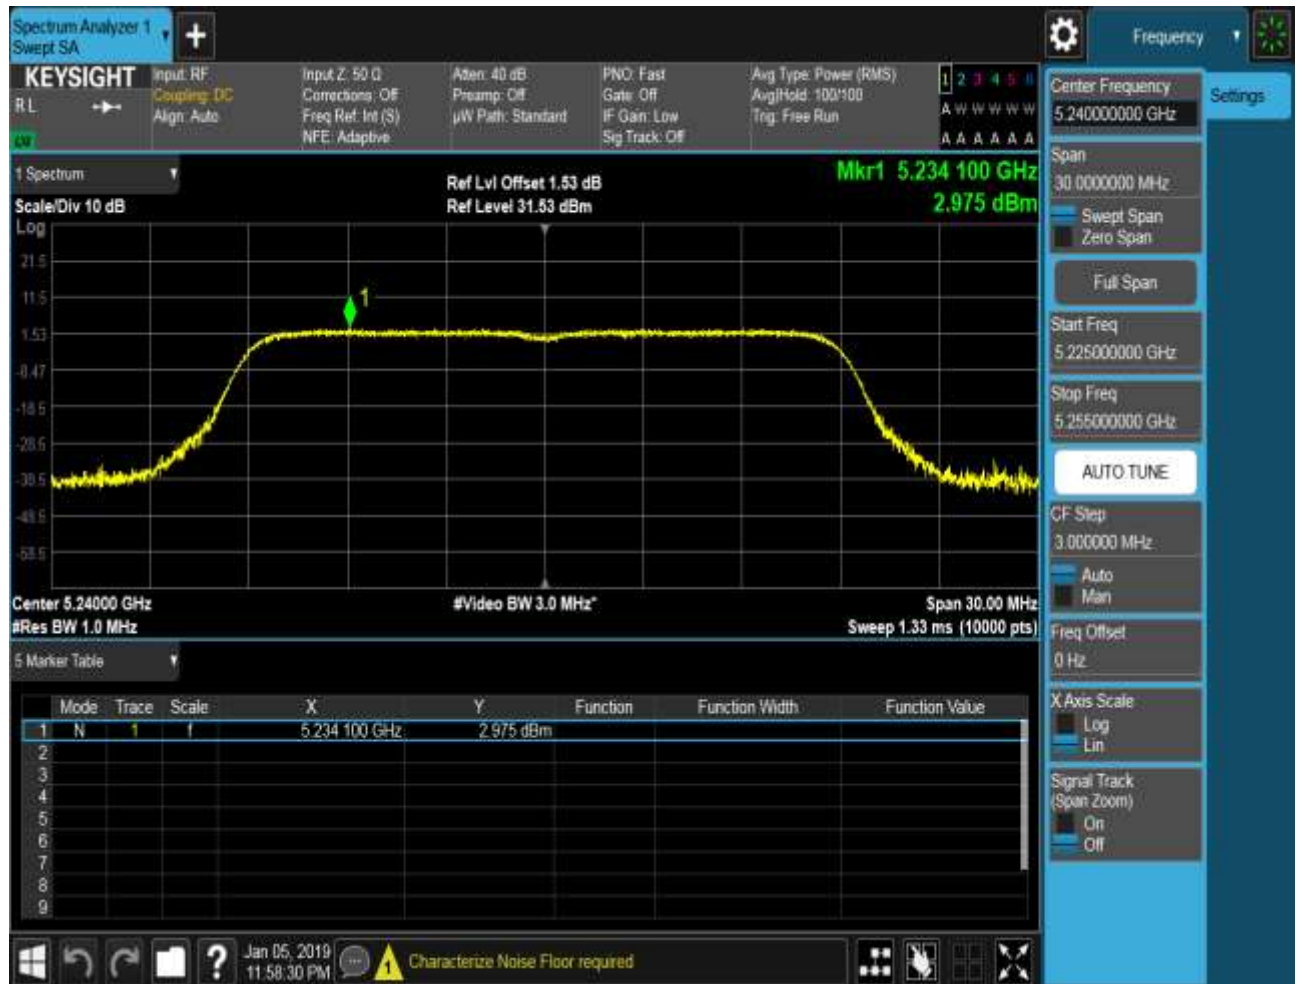 Spectrum Analyzer 1
Swept SA
Frequency
KEYSIGHT
Input: RF
Input Z: 50 Ω
Atten: 40 dB
PNO: Fast
Avg Type: Power (RMS)
1 2 3 4 5 6
R L
Coupling: DC
Corrections: Off
Preamp: Off
Gate: Off
Avg|Hold: 100/100
A W W W W W
Align: Auto
Freq Ref: Int (S)
µW Path: Standard
IF Gain: Low
Trig: Free Run
NFE: Adaptive
Sig Track: Off
A A A A A A
1 Spectrum
Ref Lvl Offset 1.53 dB
Mkr1 5.234 100 GHz
Scale/Div 10 dB
Ref Level 31.53 dBm
2.975 dBm
Log
21.5
11.5
1
1.53
-8.47
-18.5
-28.5
-38.5
-48.5
-58.5
Center 5.24000 GHz
#Video BW 3.0 MHz*
Span 30.00 MHz
#Res BW 1.0 MHz
Sweep 1.33 ms (10000 pts)
5 Marker Table
Mode Trace Scale X Y Function Function Width Function Value
1 N 1 f 5.234 100 GHz 2.975 dBm
2
3
4
5
6
7
8
9
Center Frequency
5.240000000 GHz
Settings
Span
30.0000000 MHz
Swept Span
Zero Span
Full Span
Start Freq
5.225000000 GHz
Stop Freq
5.255000000 GHz
AUTO TUNE
CF Step
3.000000 MHz
Auto
Man
Freq Offset
0 Hz
X Axis Scale
Log
Lin
Signal Track
(Span Zoom)
On
Off
?
Jan 05, 2019
11:58:30 PM
1
Characterize Noise Floor required